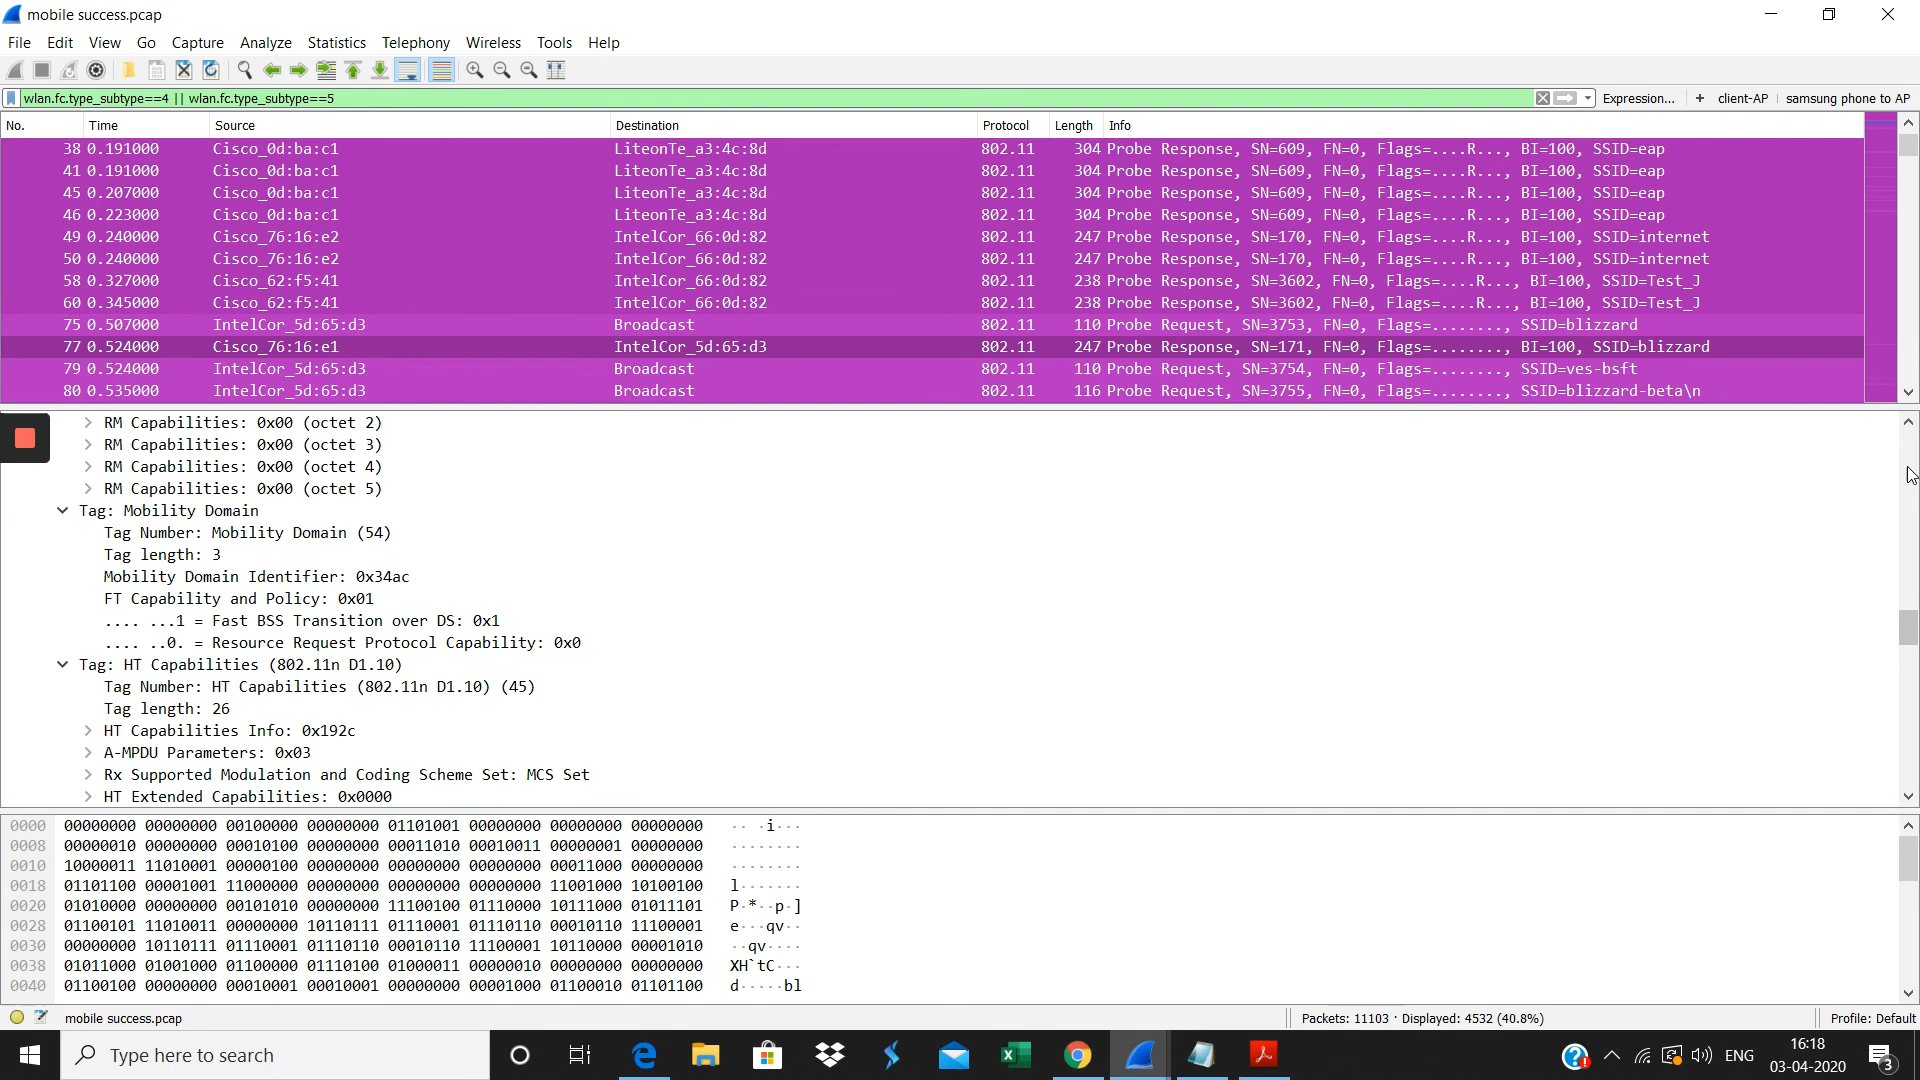 mobile success.pcap
File Edit View Go Capture Analyze Statistics Telephony Wireless Tools Help
wlan.fc.type_subtype==4 || wlan.fc.type_subtype==5 Expression... + client-AP samsung phone to AP
No. Time Source Destination Protocol Length Info
38 0.191000 Cisco_0d:ba:c1 LiteonTe_a3:4c:8d 802.11 304 Probe Response, SN=609, FN=0, Flags=....R..., BI=100, SSID=eap
41 0.191000 Cisco_0d:ba:c1 LiteonTe_a3:4c:8d 802.11 304 Probe Response, SN=609, FN=0, Flags=....R..., BI=100, SSID=eap
45 0.207000 Cisco_0d:ba:c1 LiteonTe_a3:4c:8d 802.11 304 Probe Response, SN=609, FN=0, Flags=....R..., BI=100, SSID=eap
46 0.223000 Cisco_0d:ba:c1 LiteonTe_a3:4c:8d 802.11 304 Probe Response, SN=609, FN=0, Flags=....R..., BI=100, SSID=eap
49 0.240000 Cisco_76:16:e2 IntelCor_66:0d:82 802.11 247 Probe Response, SN=170, FN=0, Flags=....R..., BI=100, SSID=internet
50 0.240000 Cisco_76:16:e2 IntelCor_66:0d:82 802.11 247 Probe Response, SN=170, FN=0, Flags=....R..., BI=100, SSID=internet
58 0.327000 Cisco_62:f5:41 IntelCor_66:0d:82 802.11 238 Probe Response, SN=3602, FN=0, Flags=....R..., BI=100, SSID=Test_J
60 0.345000 Cisco_62:f5:41 IntelCor_66:0d:82 802.11 238 Probe Response, SN=3602, FN=0, Flags=....R..., BI=100, SSID=Test_J
75 0.507000 IntelCor_5d:65:d3 Broadcast 802.11 110 Probe Request, SN=3753, FN=0, Flags=........, SSID=blizzard
77 0.524000 Cisco_76:16:e1 IntelCor_5d:65:d3 802.11 247 Probe Response, SN=171, FN=0, Flags=........, BI=100, SSID=blizzard
79 0.524000 IntelCor_5d:65:d3 Broadcast 802.11 110 Probe Request, SN=3754, FN=0, Flags=........, SSID=ves-bsft
80 0.535000 IntelCor_5d:65:d3 Broadcast 802.11 116 Probe Request, SN=3755, FN=0, Flags=........, SSID=blizzard-beta\n
RM Capabilities: 0x00 (octet 2)
RM Capabilities: 0x00 (octet 3)
RM Capabilities: 0x00 (octet 4)
RM Capabilities: 0x00 (octet 5)
Tag: Mobility Domain
Tag Number: Mobility Domain (54)
Tag length: 3
Mobility Domain Identifier: 0x34ac
FT Capability and Policy: 0x01
.... ...1 = Fast BSS Transition over DS: 0x1
.... ..0. = Resource Request Protocol Capability: 0x0
Tag: HT Capabilities (802.11n D1.10)
Tag Number: HT Capabilities (802.11n D1.10) (45)
Tag length: 26
HT Capabilities Info: 0x192c
A-MPDU Parameters: 0x03
Rx Supported Modulation and Coding Scheme Set: MCS Set
HT Extended Capabilities: 0x0000
0000 00000000 00000000 00100000 00000000 01101001 00000000 00000000 00000000 ·· ·i···
0008 00000010 00000000 00010100 00000000 00011010 00010011 00000001 00000000 ········
0010 10000011 11010001 00000100 00000000 00000000 00000000 00011000 00000000 ········
0018 01101100 00001001 11000000 00000000 00000000 00000000 11001000 10100100 l·······
0020 01010000 00000000 00101010 00000000 11100100 01110000 10111000 01011101 P·*··p·]
0028 01100101 11010011 00000000 10110111 01110001 01110110 00010110 11100001 e···qv··
0030 00000000 10110111 01110001 01110110 00010110 11100001 10110000 00001010 ··qv····
0038 01011000 01001000 01100000 01110100 01000011 00000010 00000000 00000000 XH`tC···
0040 01100100 00000000 00010001 00010001 00000000 00001000 01100010 01101100 d·····bl
mobile success.pcap Packets: 11103 · Displayed: 4532 (40.8%) Profile: Default
Type here to search ENG 16:18
03-04-2020 3